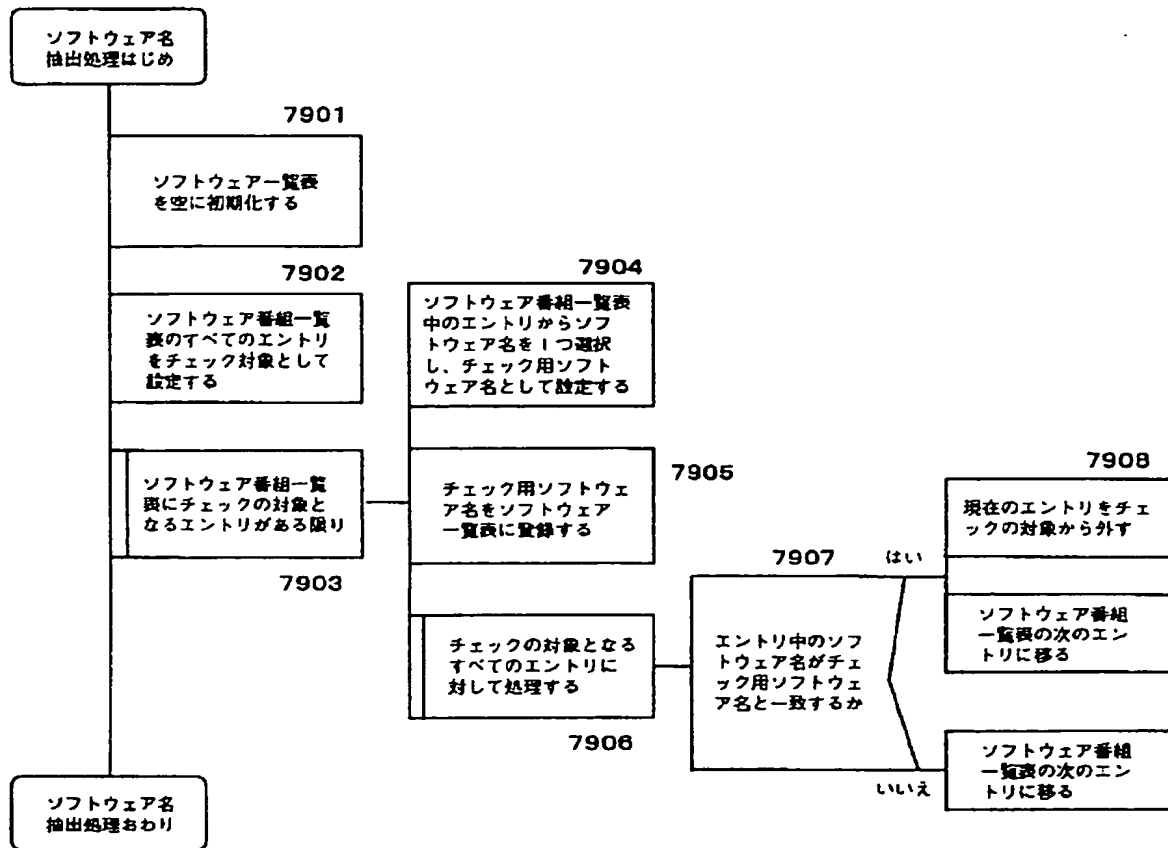 ソフトウェア名
抽出処理はじめ
7901
ソフトウェア一覧表
を空に初期化する
7902
ソフトウェア番組一覧
表のすべてのエントリ
をチェック対象として
設定する
ソフトウェア番組一覧
表にチェックの対象と
なるエントリがある限り
7903
7904
ソフトウェア番組一覧表
中のエントリからソフ
トウェア名を1つ選択
し、チェック用ソフト
ウェア名として設定する
7905
チェック用ソフトウェ
ア名をソフトウェア
一覧表に登録する
チェックの対象となる
すべてのエントリに
対して処理する
7906
7907
はい
エントリ中のソフ
トウェア名がチェ
ック用ソフトウェ
ア名と一致するか
いいえ
7908
現在のエントリをチェ
ックの対象から外す
ソフトウェア番組
一覧表の次のエン
トリに移る
ソフトウェア番組
一覧表の次のエン
トリに移る
ソフトウェア名
抽出処理おわり